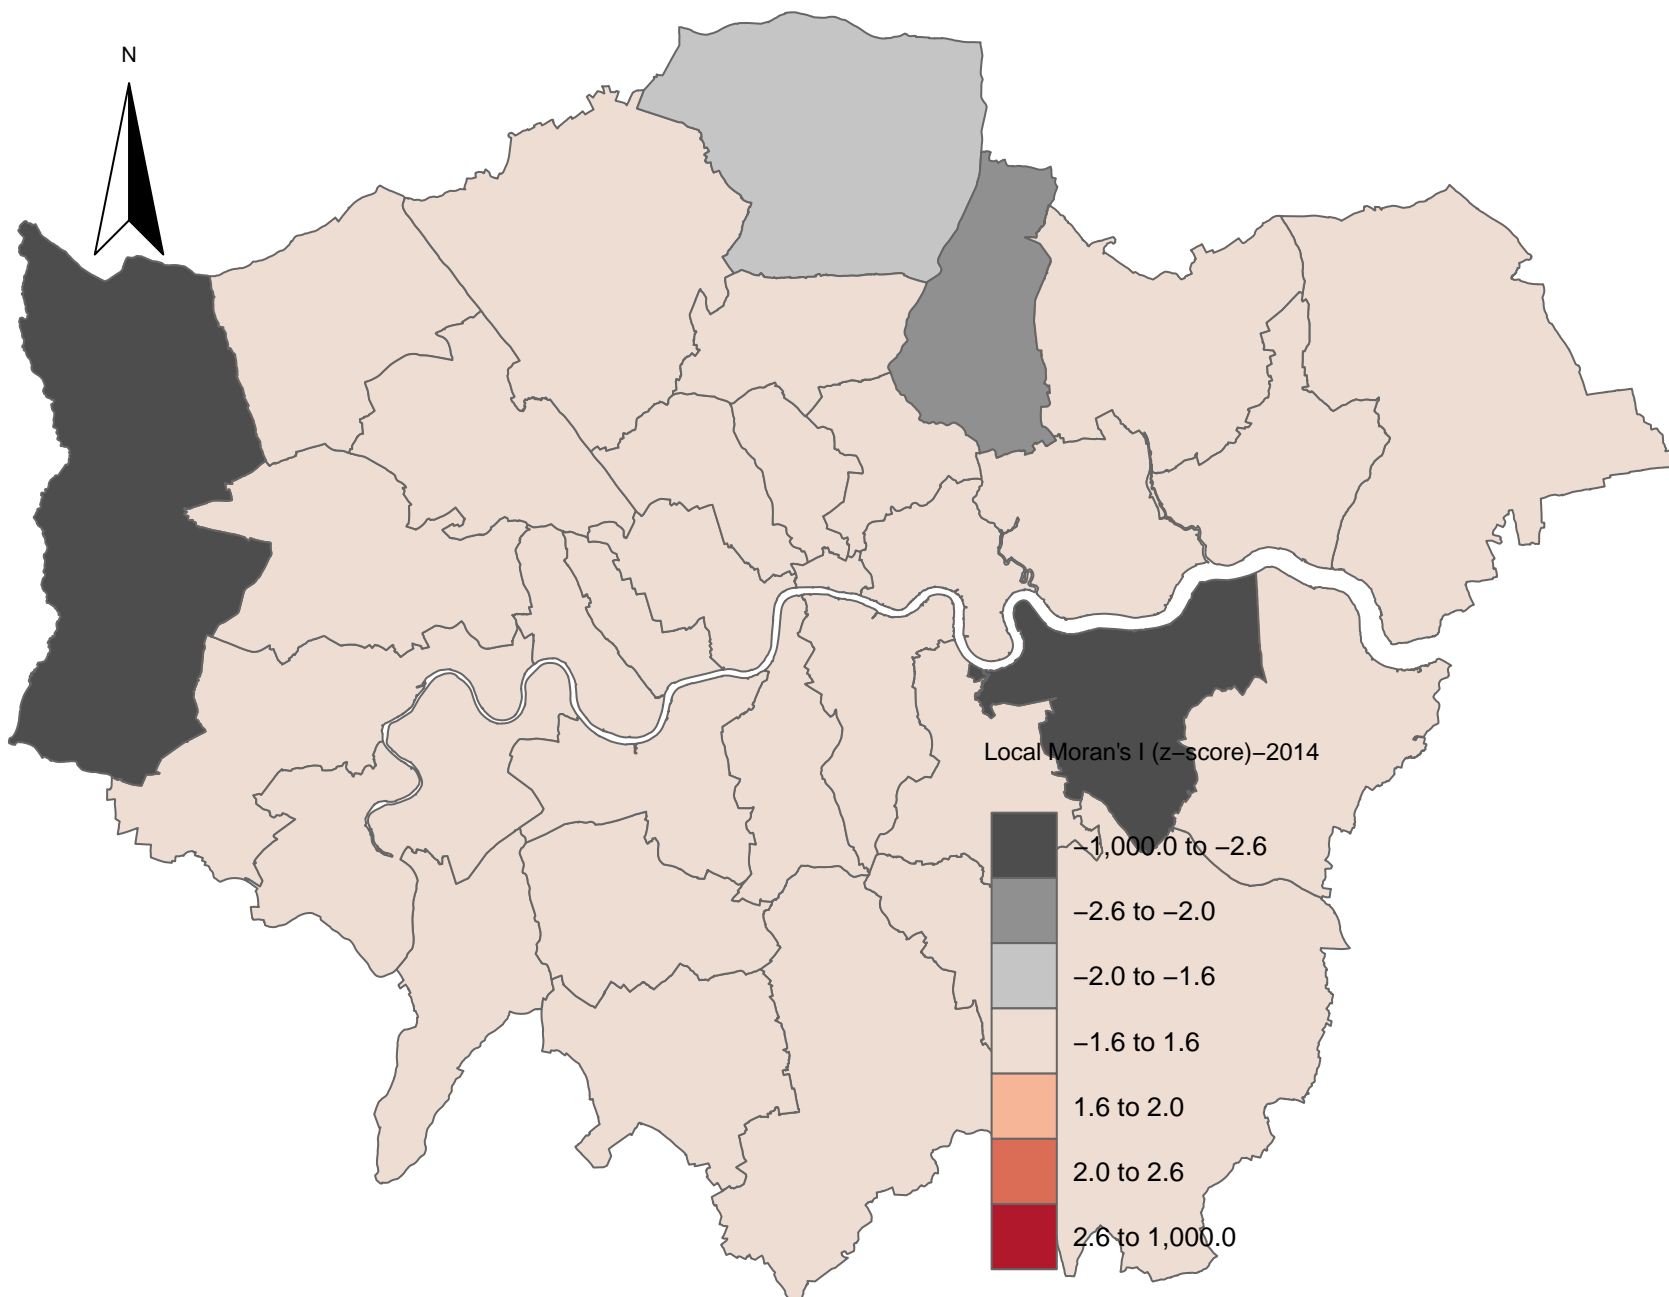 N
Local Moran's I (z−score)−2014
−1,000.0 to −2.6
−2.6 to −2.0
−2.0 to −1.6
−1.6 to 1.6
1.6 to 2.0
2.0 to 2.6
2.6 to 1,000.0